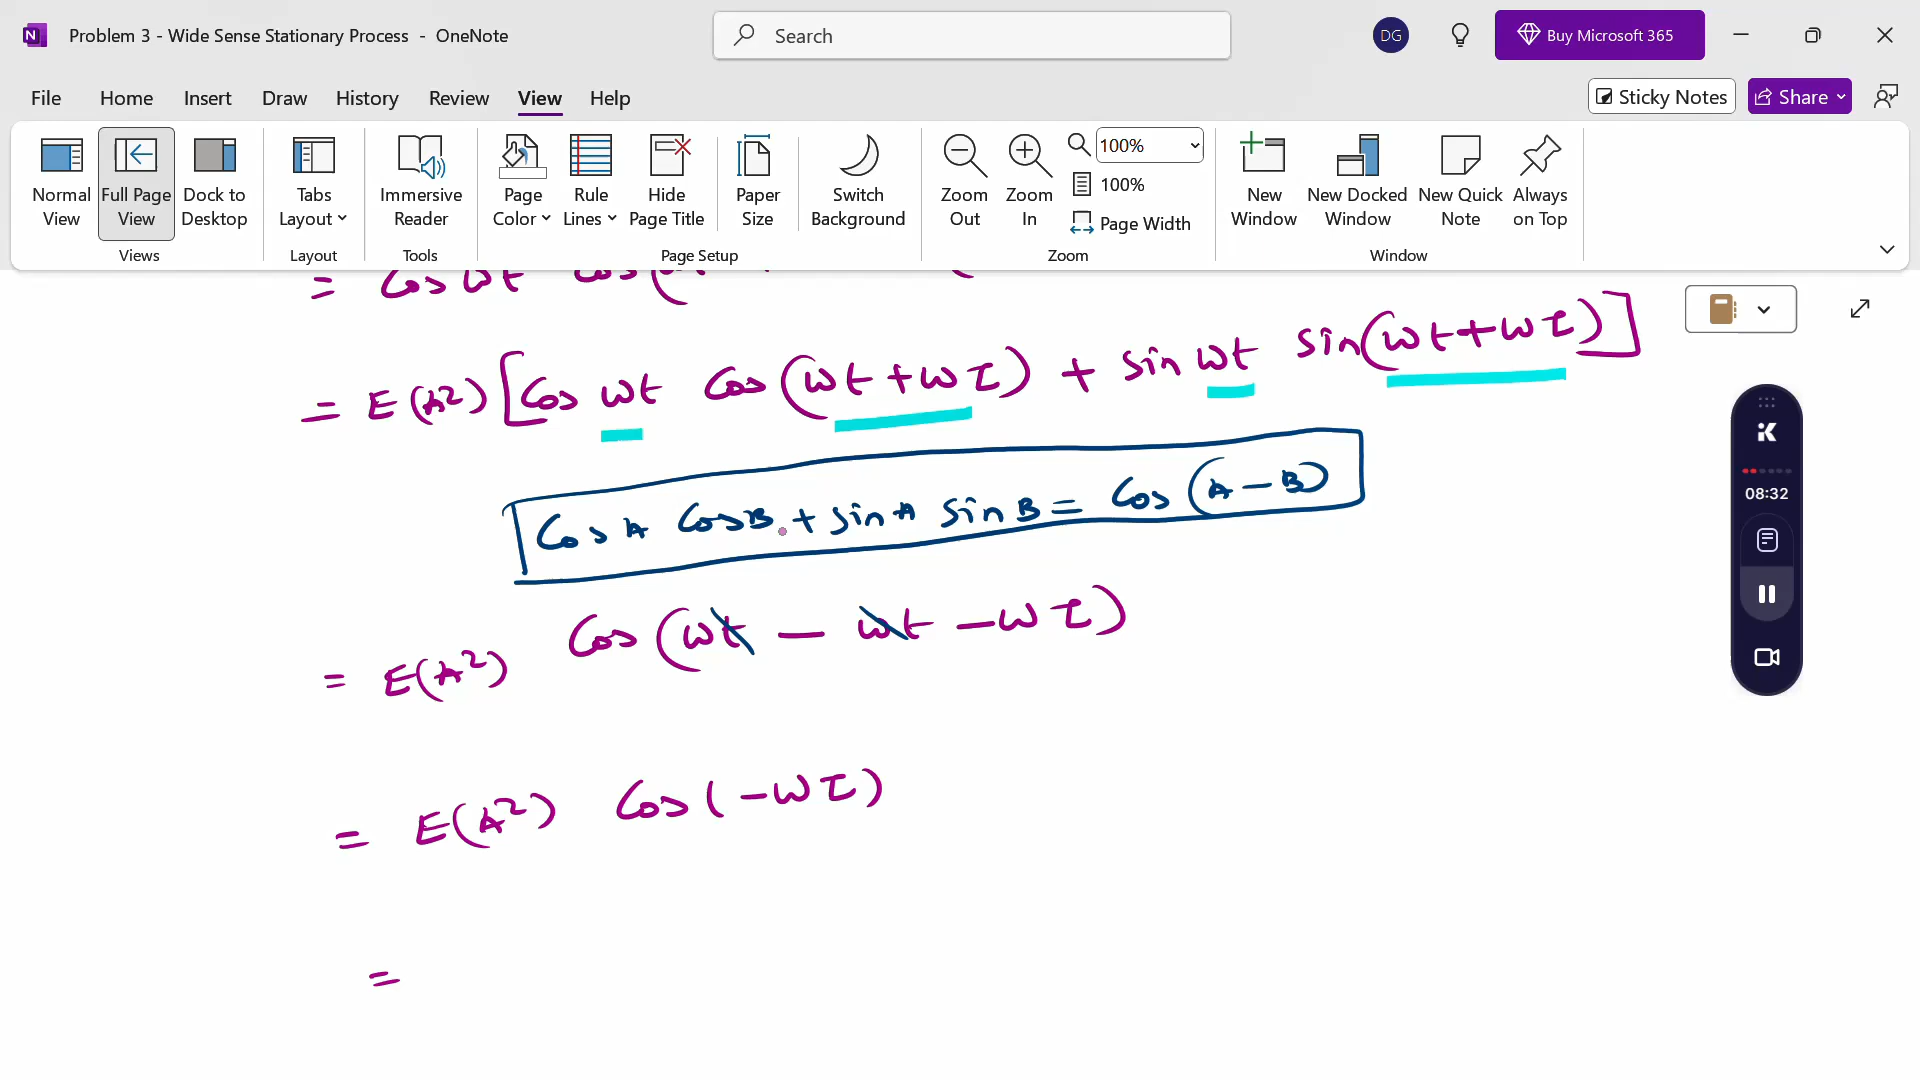 Problem 3 - Wide Sense Stationary Process - OneNote
Search
DG
Buy Microsoft 365
File Home Insert Draw History Review View Help
Sticky Notes
Share
Normal View
Full Page View
Dock to Desktop
Tabs Layout
Immersive Reader
Page Color
Rule Lines
Hide Page Title
Paper Size
Switch Background
Zoom Out
Zoom In
100%
100%
Page Width
New Window
New Docked Window
New Quick Note
Always on Top
Views
Layout
Tools
Page Setup
Zoom
Window
= Cos ωt Cos(
= E(A²) [Cos ωt Cos (ωt+ωτ) + sin ωt sin(ωt+ωτ)]
Cos A Cos B + sin A sin B = Cos (A - B)
= E(A²) Cos (ωt - ωt - ωτ)
= E(A²) Cos (-ωτ)
=
08:32